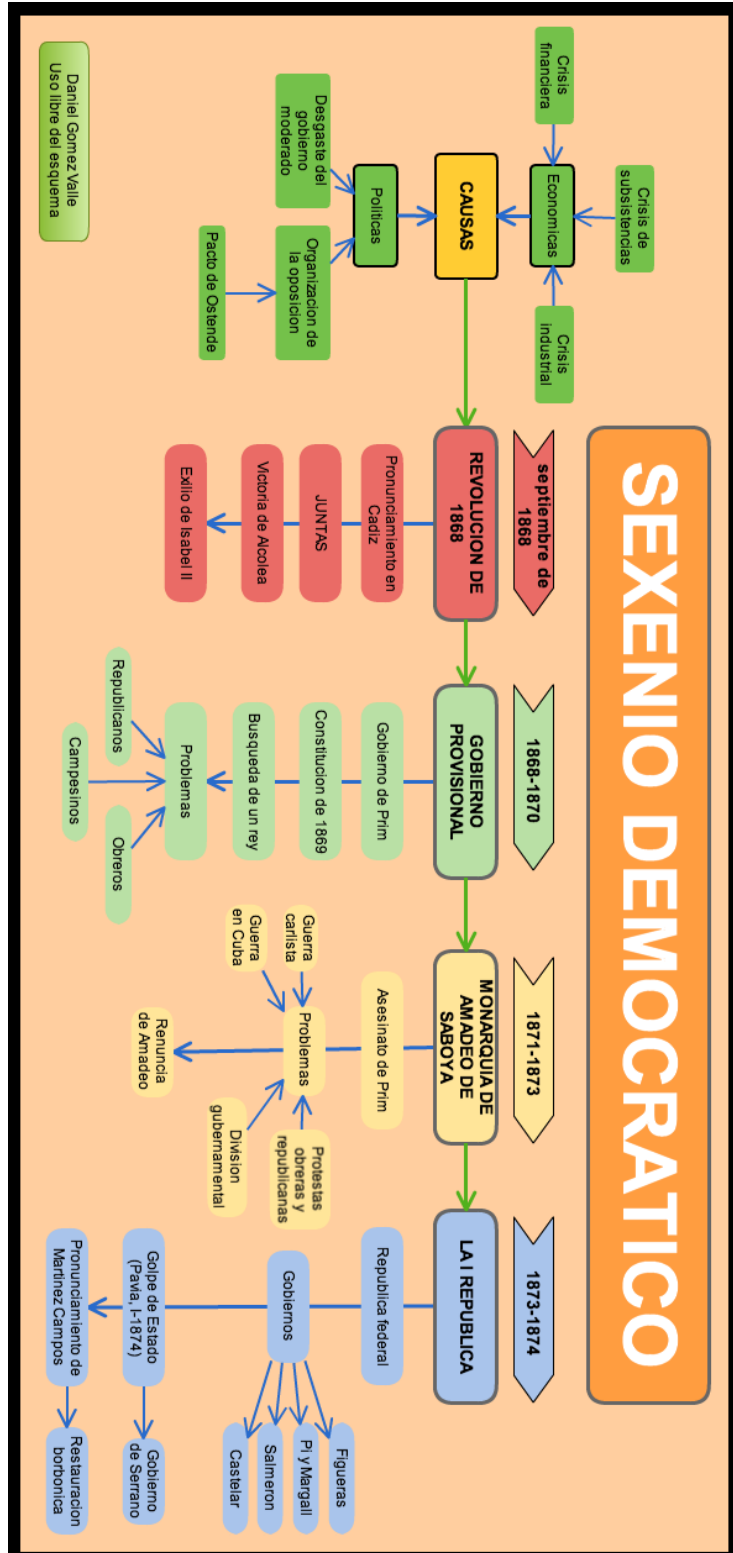 SEXENIO DEMOCRATICO
septiembre de
1868
1868-1870
1871-1873
1873-1874
Crisis
financiera
Crisis de
subsistencias
Crisis
industrial
Economicas
CAUSAS
Politicas
Desgaste del
gobierno
moderado
Organizacion de
la oposicion
Pacto de Ostende
REVOLUCION DE
1868
Pronunciamiento en
Cadiz
JUNTAS
Victoria de Alcolea
Exilio de Isabel II
GOBIERNO
PROVISIONAL
Gobierno de Prim
Constitucion de 1869
Busqueda de un rey
Problemas
Republicanos
Campesinos
Obreros
MONARQUIA DE
AMADEO DE
SABOYA
Asesinato de Prim
Guerra
carlista
Guerra
en Cuba
Problemas
Protestas
obreras y
republicanas
Division
gubernamental
Renuncia
de Amadeo
LA I REPUBLICA
Republica federal
Gobiernos
Figueras
Pi y Margall
Salmeron
Castelar
Golpe de Estado
(Pavia, I-1874)
Gobierno
de Serrano
Pronunciamiento de
Martinez Campos
Restauracion
borbonica
Daniel Gomez Valle
Uso libre del esquema